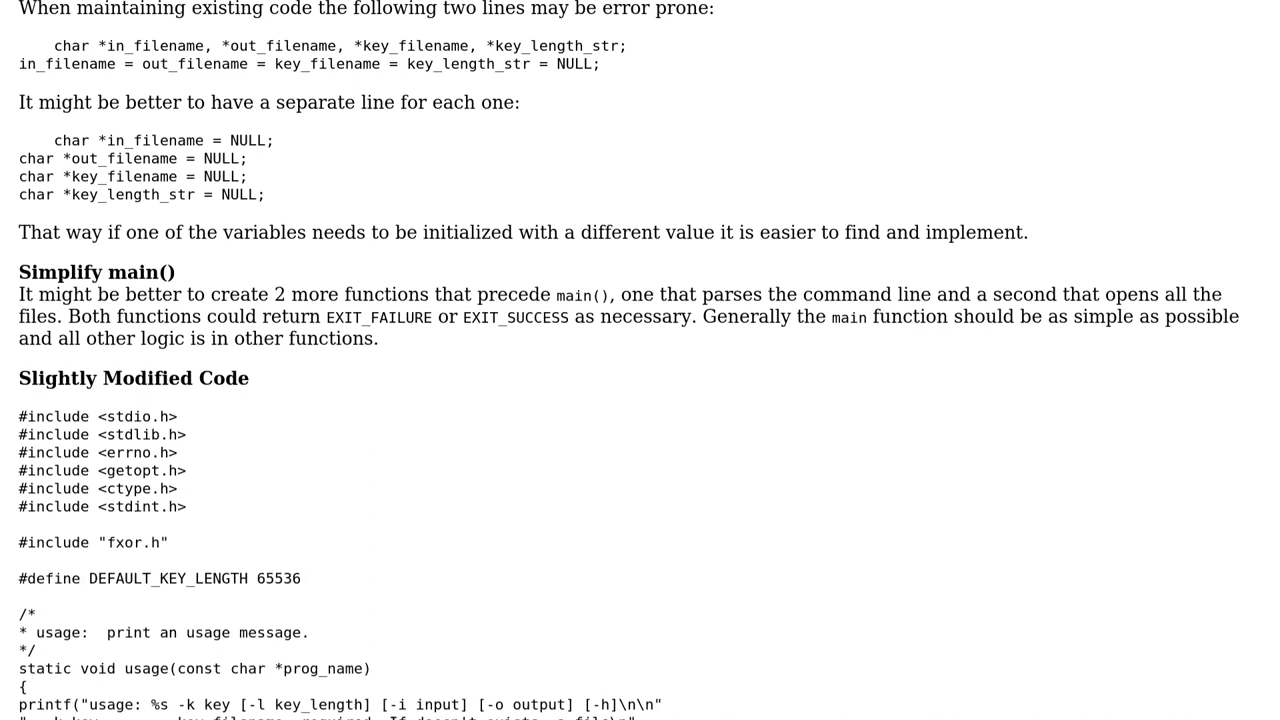 When maintaining existing code the following two lines may be error prone:
char *in_filename, *out_filename, *key_filename, *key_length_str;
in_filename = out_filename = key_filename = key_length_str = NULL;
It might be better to have a separate line for each one:
char *in_filename = NULL;
char *out_filename = NULL;
char *key_filename = NULL;
char *key_length_str = NULL;
That way if one of the variables needs to be initialized with a different value it is easier to find and implement.
Simplify main()
It might be better to create 2 more functions that precede main(), one that parses the command line and a second that opens all the
files. Both functions could return EXIT_FAILURE or EXIT_SUCCESS as necessary. Generally the main function should be as simple as possible
and all other logic is in other functions.
Slightly Modified Code
#include <stdio.h>
#include <stdlib.h>
#include <errno.h>
#include <getopt.h>
#include <ctype.h>
#include <stdint.h>
#include "fxor.h"
#define DEFAULT_KEY_LENGTH 65536
/*
* usage:  print an usage message.
*/
static void usage(const char *prog_name)
{
printf("usage: %s -k key [-l key_length] [-i input] [-o output] [-h]\n\n"